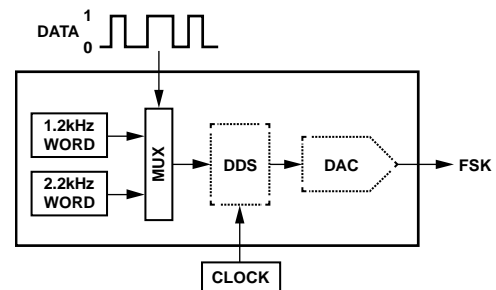 DATA
1
0
1.2kHz
WORD
2.2kHz
WORD
MUX
DDS
DAC
FSK
CLOCK